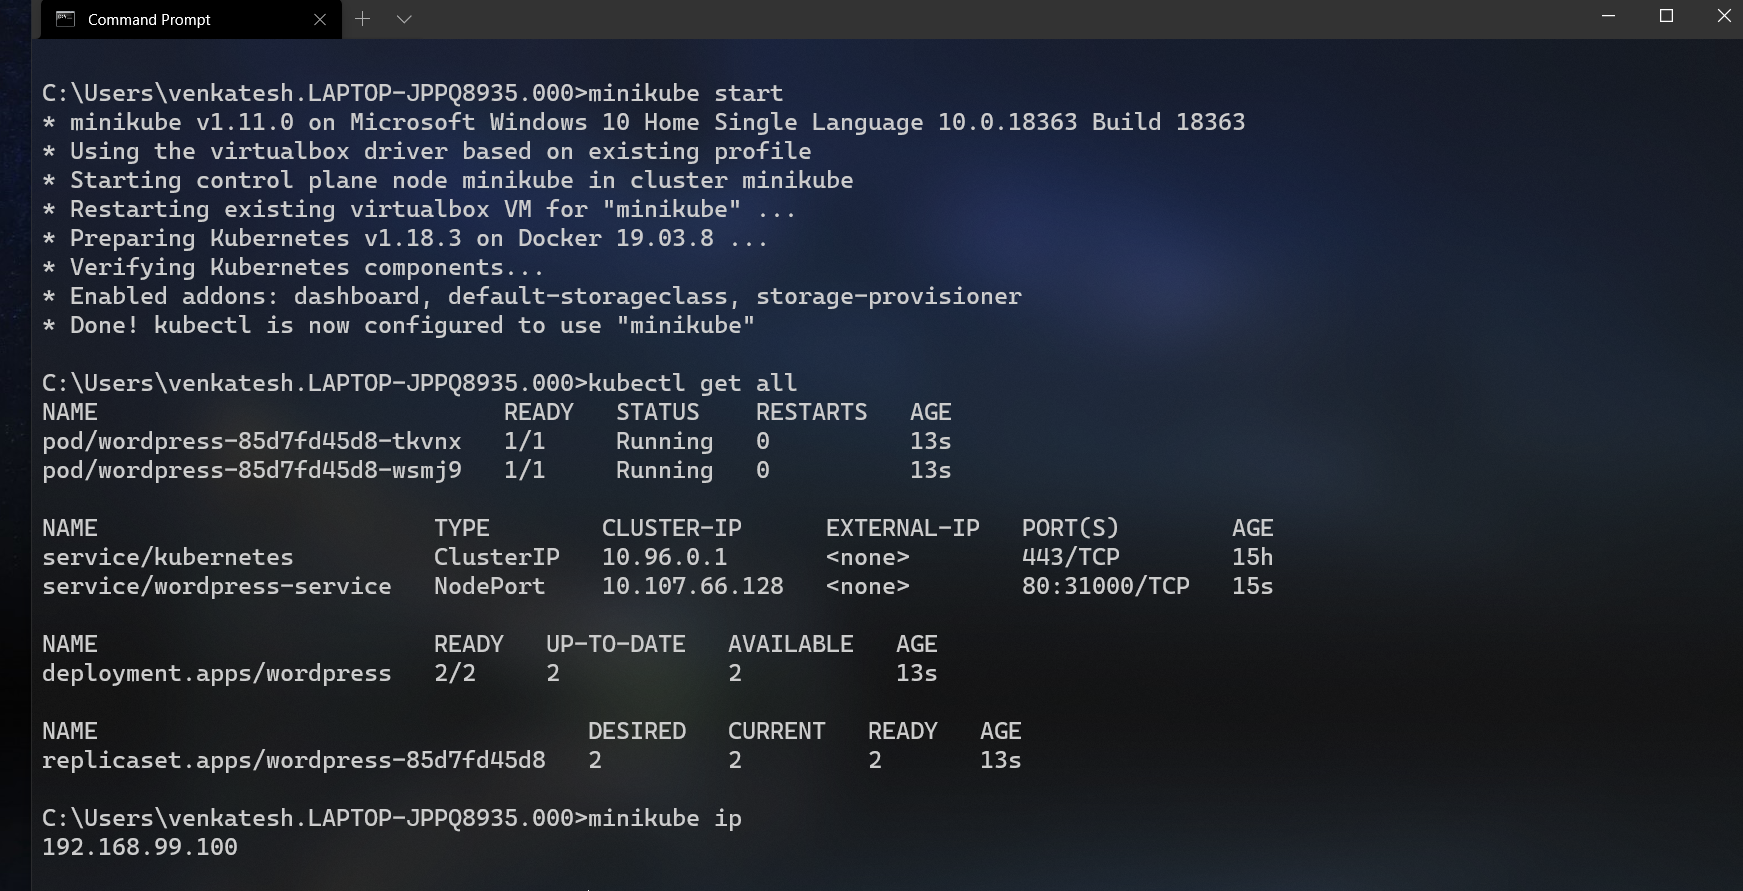 Command Prompt
C:\Users\venkatesh.LAPTOP-JPPQ8935.000>minikube start
* minikube v1.11.0 on Microsoft Windows 10 Home Single Language 10.0.18363 Build 18363
* Using the virtualbox driver based on existing profile
* Starting control plane node minikube in cluster minikube
* Restarting existing virtualbox VM for "minikube" ...
* Preparing Kubernetes v1.18.3 on Docker 19.03.8 ...
* Verifying Kubernetes components...
* Enabled addons: dashboard, default-storageclass, storage-provisioner
* Done! kubectl is now configured to use "minikube"
C:\Users\venkatesh.LAPTOP-JPPQ8935.000>kubectl get all
NAME READY STATUS RESTARTS AGE
pod/wordpress-85d7fd45d8-tkvnx 1/1 Running 0 13s
pod/wordpress-85d7fd45d8-wsmj9 1/1 Running 0 13s
NAME TYPE CLUSTER-IP EXTERNAL-IP PORT(S) AGE
service/kubernetes ClusterIP 10.96.0.1 <none> 443/TCP 15h
service/wordpress-service NodePort 10.107.66.128 <none> 80:31000/TCP 15s
NAME READY UP-TO-DATE AVAILABLE AGE
deployment.apps/wordpress 2/2 2 2 13s
NAME DESIRED CURRENT READY AGE
replicaset.apps/wordpress-85d7fd45d8 2 2 2 13s
C:\Users\venkatesh.LAPTOP-JPPQ8935.000>minikube ip
192.168.99.100